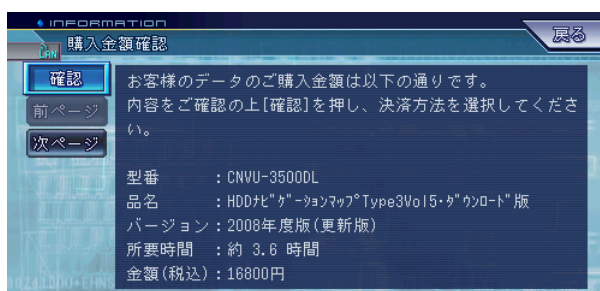 INFORMATION
LAN 購入金額確認
戻る
確認
前ページ
次ページ
お客様のデータのご購入金額は以下の通りです。
内容をご確認の上[確認]を押し、決済方法を選択してくださ
い。
型番　　　：CNVU-3500DL
品名　　　：HDDﾅﾋﾞｹﾞｰｼｮﾝﾏｯﾌﾟType3Vol5･ﾀﾞｳﾝﾛｰﾄﾞ版
バージョン：2008年度版(更新版)
所要時間　：約 3.6 時間
金額(税込)：16800円